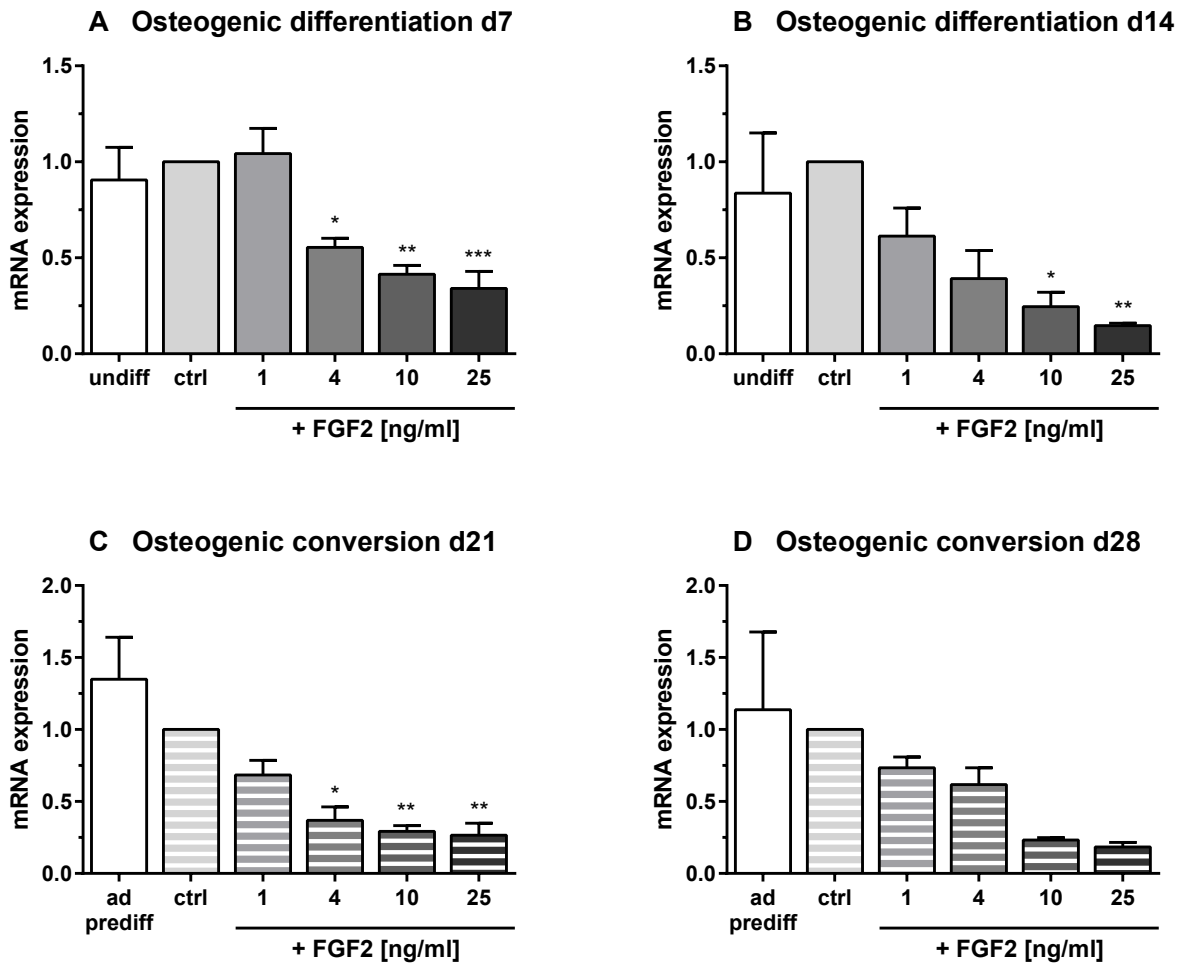 A Osteogenic differentiation d7
mRNA expression
1.5
1.0
0.5
0.0
*
**
***
undiff ctrl 1 4 10 25
+ FGF2 [ng/ml]
B Osteogenic differentiation d14
mRNA expression
1.5
1.0
0.5
0.0
*
**
undiff ctrl 1 4 10 25
+ FGF2 [ng/ml]
C Osteogenic conversion d21
mRNA expression
2.0
1.5
1.0
0.5
0.0
*
**
**
ad prediff ctrl 1 4 10 25
+ FGF2 [ng/ml]
D Osteogenic conversion d28
mRNA expression
2.0
1.5
1.0
0.5
0.0
ad prediff ctrl 1 4 10 25
+ FGF2 [ng/ml]